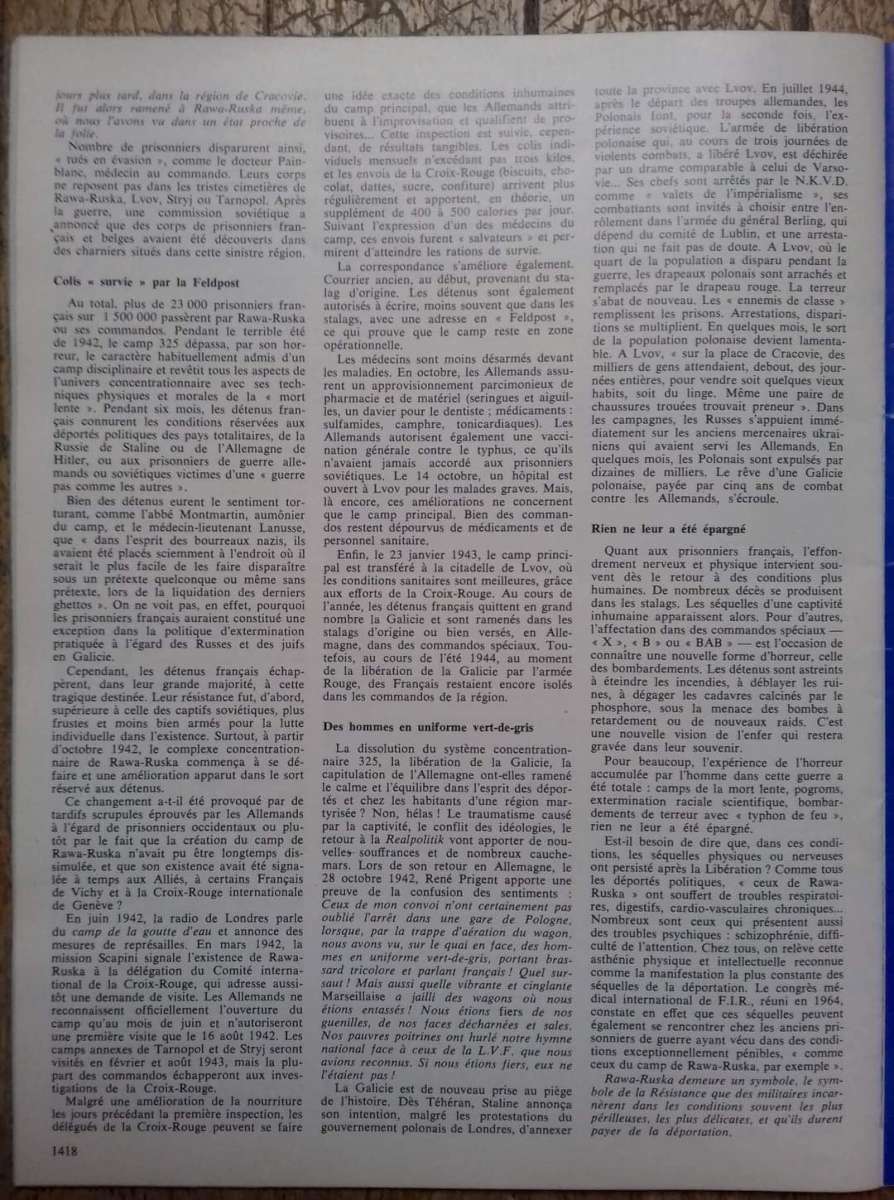 jours plus tard, dans la région de Cracovie.
Il fut alors ramené à Rawa-Ruska même,
où nous l'avons vu dans un état proche de
la folie.
Nombre de prisonniers disparurent ainsi,
« tués en évasion », comme le docteur Pain-
blanc, médecin au commando. Leurs corps
ne reposent pas dans les tristes cimetières de
Rawa-Ruska, Lvov, Stryj ou Tarnopol. Après
la guerre, une commission soviétique a
annoncé que des corps de prisonniers fran-
çais et belges avaient été découverts dans
des charniers situés dans cette sinistre région.
Colis « survie » par la Feldpost
Au total, plus de 23 000 prisonniers fran-
çais sur 1 500 000 passèrent par Rawa-Ruska
ou ses commandos. Pendant le terrible été
de 1942, le camp 325 dépassa, par son hor-
reur, le caractère habituellement admis d'un
camp disciplinaire et revêtit tous les aspects de
l'univers concentrationnaire avec ses tech-
niques physiques et morales de la « mort
lente ». Pendant six mois, les détenus fran-
çais connurent les conditions réservées aux
déportés politiques des pays totalitaires, de la
Russie de Staline ou de l'Allemagne de
Hitler, ou aux prisonniers de guerre alle-
mands ou soviétiques victimes d'une « guerre
pas comme les autres ».
Bien des détenus eurent le sentiment tor-
turant, comme l'abbé Montmartin, aumônier
du camp, et le médecin-lieutenant Lanusse,
que « dans l'esprit des bourreaux nazis, ils
avaient été placés sciemment à l'endroit où il
serait le plus facile de les faire disparaître
sous un prétexte quelconque ou même sans
prétexte, lors de la liquidation des derniers
ghettos ». On ne voit pas, en effet, pourquoi
les prisonniers français auraient constitué une
exception dans la politique d'extermination
pratiquée à l'égard des Russes et des juifs
en Galicie.
Cependant, les détenus français échap-
pèrent, dans leur grande majorité, à cette
tragique destinée. Leur résistance fut, d'abord,
supérieure à celle des captifs soviétiques, plus
frustes et moins bien armés pour la lutte
individuelle dans l'existence. Surtout, à partir
d'octobre 1942, le complexe concentration-
naire de Rawa-Ruska commença à se dé-
faire et une amélioration apparut dans le sort
réservé aux détenus.
Ce changement a-t-il été provoqué par de
tardifs scrupules éprouvés par les Allemands
à l'égard de prisonniers occidentaux ou plu-
tôt par le fait que la création du camp de
Rawa-Ruska n'avait pu être longtemps dis-
simulée, et que son existence avait été signa-
lée à temps aux Alliés, à certains Français
de Vichy et à la Croix-Rouge internationale
de Genève ?
En juin 1942, la radio de Londres parle
du camp de la goutte d'eau et annonce des
mesures de représailles. En mars 1942, la
mission Scapini signale l'existence de Rawa-
Ruska à la délégation du Comité interna-
tional de la Croix-Rouge, qui adresse aussi-
tôt une demande de visite. Les Allemands ne
reconnaissent officiellement l'ouverture du
camp qu'au mois de juin et n'autoriseront
une première visite que le 16 août 1942. Les
camps annexes de Tarnopol et de Stryj seront
visités en février et août 1943, mais la plu-
part des commandos échapperont aux inves-
tigations de la Croix-Rouge.
Malgré une amélioration de la nourriture
les jours précédant la première inspection, les
délégués de la Croix-Rouge peuvent se faire
1418
une idée exacte des conditions inhumaines
du camp principal, que les Allemands attri-
buent à l'improvisation et qualifient de pro-
visoires... Cette inspection est suivie, cepen-
dant, de résultats tangibles. Les colis indi-
viduels mensuels n'excédant pas trois kilos,
et les envois de la Croix-Rouge (biscuits, cho-
colat, dattes, sucre, confiture) arrivent plus
régulièrement et apportent, en théorie, un
supplément de 400 à 500 calories par jour.
Suivant l'expression d'un des médecins du
camp, ces envois furent « salvateurs » et per-
mirent d'atteindre les rations de survie.
La correspondance s'améliore également.
Courrier ancien, au début, provenant du sta-
lag d'origine. Les détenus sont également
autorisés à écrire, moins souvent que dans les
stalags, avec une adresse en « Feldpost »,
ce qui prouve que le camp reste en zone
opérationnelle.
Les médecins sont moins désarmés devant
les maladies. En octobre, les Allemands assu-
rent un approvisionnement parcimonieux de
pharmacie et de matériel (seringues et aiguil-
les, un davier pour le dentiste ; médicaments :
sulfamides, camphre, tonicardiaques). Les
Allemands autorisent également une vacci-
nation générale contre le typhus, ce qu'ils
n'avaient jamais accordé aux prisonniers
soviétiques. Le 14 octobre, un hôpital est
ouvert à Lvov pour les malades graves. Mais,
là encore, ces améliorations ne concernent
que le camp principal. Bien des comman-
dos restent dépourvus de médicaments et de
personnel sanitaire.
Enfin, le 23 janvier 1943, le camp princi-
pal est transféré à la citadelle de Lvov, où
les conditions sanitaires sont meilleures, grâce
aux efforts de la Croix-Rouge. Au cours de
l'année, les détenus français quittent en grand
nombre la Galicie et sont ramenés dans les
stalags d'origine ou bien versés, en Alle-
magne, dans des commandos spéciaux. Tou-
tefois, au cours de l'été 1944, au moment
de la libération de la Galicie par l'armée
Rouge, des Français restaient encore isolés
dans les commandos de la région.
Des hommes en uniforme vert-de-gris
La dissolution du système concentration-
naire 325, la libération de la Galicie, la
capitulation de l'Allemagne ont-elles ramené
le calme et l'équilibre dans l'esprit des dépor-
tés et chez les habitants d'une région mar-
tyrisée ? Non, hélas ! Le traumatisme causé
par la captivité, le conflit des idéologies, le
retour à la Realpolitik vont apporter de nou-
velles souffrances et de nombreux cauche-
mars. Lors de son retour en Allemagne, le
28 octobre 1942, René Prigent apporte une
preuve de la confusion des sentiments :
Ceux de mon convoi n'ont certainement pas
oublié l'arrêt dans une gare de Pologne,
lorsque, par la trappe d'aération du wagon,
nous avons vu, sur le quai en face, des hom-
mes en uniforme vert-de-gris, portant bras-
sard tricolore et parlant français ! Quel sur-
saut ! Mais aussi quelle vibrante et cinglante
Marseillaise a jailli des wagons où nous
étions entassés ! Nous étions fiers de nos
guenilles, de nos faces décharnées et sales.
Nos pauvres poitrines ont hurlé notre hymne
national face à ceux de la L.V.F. que nous
avions reconnus. Si nous étions fiers, eux ne
l'étaient pas !
La Galicie est de nouveau prise au piège
de l'histoire. Dès Téhéran, Staline annonça
son intention, malgré les protestations du
gouvernement polonais de Londres, d'annexer
toute la province avec Lvov. En juillet 1944,
après le départ des troupes allemandes, les
Polonais font, pour la seconde fois, l'ex-
périence soviétique. L'armée de libération
polonaise qui, au cours de trois journées de
violents combats, a libéré Lvov, est déchirée
par un drame comparable à celui de Varso-
vie... Ses chefs sont arrêtés par le N.K.V.D.
comme « valets de l'impérialisme », ses
combattants sont invités à choisir entre l'en-
rôlement dans l'armée du général Berling, qui
dépend du comité de Lublin, et une arresta-
tion qui ne fait pas de doute. A Lvov, où le
quart de la population a disparu pendant la
guerre, les drapeaux polonais sont arrachés et
remplacés par le drapeau rouge. La terreur
s'abat de nouveau. Les « ennemis de classe »
remplissent les prisons. Arrestations, dispari-
tions se multiplient. En quelques mois, le sort
de la population polonaise devient lamenta-
ble. A Lvov, « sur la place de Cracovie, des
milliers de gens attendaient, debout, des jour-
nées entières, pour vendre soit quelques vieux
habits, soit du linge. Même une paire de
chaussures trouées trouvait preneur ». Dans
les campagnes, les Russes s'appuient immé-
diatement sur les anciens mercenaires ukrai-
niens qui avaient servi les Allemands. En
quelques mois, les Polonais sont expulsés par
dizaines de milliers. Le rêve d'une Galicie
polonaise, payée par cinq ans de combat
contre les Allemands, s'écroule.
Rien ne leur a été épargné
Quant aux prisonniers français, l'effon-
drement nerveux et physique intervient sou-
vent dès le retour à des conditions plus
humaines. De nombreux décès se produisent
dans les stalags. Les séquelles d'une captivité
inhumaine apparaissent alors. Pour d'autres,
l'affectation dans des commandos spéciaux —
« X », « B » ou « BAB » — est l'occasion de
connaître une nouvelle forme d'horreur, celle
des bombardements. Les détenus sont astreints
à éteindre les incendies, à déblayer les rui-
nes, à dégager les cadavres calcinés par le
phosphore, sous la menace des bombes à
retardement ou de nouveaux raids. C'est
une nouvelle vision de l'enfer qui restera
gravée dans leur souvenir.
Pour beaucoup, l'expérience de l'horreur
accumulée par l'homme dans cette guerre a
été totale : camps de la mort lente, pogroms,
extermination raciale scientifique, bombar-
dements de terreur avec « typhon de feu »,
rien ne leur a été épargné.
Est-il besoin de dire que, dans ces condi-
tions, les séquelles physiques ou nerveuses
ont persisté après la Libération ? Comme tous
les déportés politiques, « ceux de Rawa-
Ruska » ont souffert de troubles respiratoi-
res, digestifs, cardio-vasculaires chroniques...
Nombreux sont ceux qui présentent aussi
des troubles psychiques : schizophrénie, diffi-
culté de l'attention. Chez tous, on relève cette
asthénie physique et intellectuelle reconnue
comme la manifestation la plus constante des
séquelles de la déportation. Le congrès mé-
dical international de F.I.R., réuni en 1964,
constate en effet que ces séquelles peuvent
également se rencontrer chez les anciens pri-
sonniers de guerre ayant vécu dans des condi-
tions exceptionnellement pénibles, « comme
ceux du camp de Rawa-Ruska, par exemple ».
Rawa-Ruska demeure un symbole, le sym-
bole de la Résistance que des militaires incar-
nèrent dans les conditions souvent les plus
périlleuses, les plus délicates, et qu'ils durent
payer de la déportation.